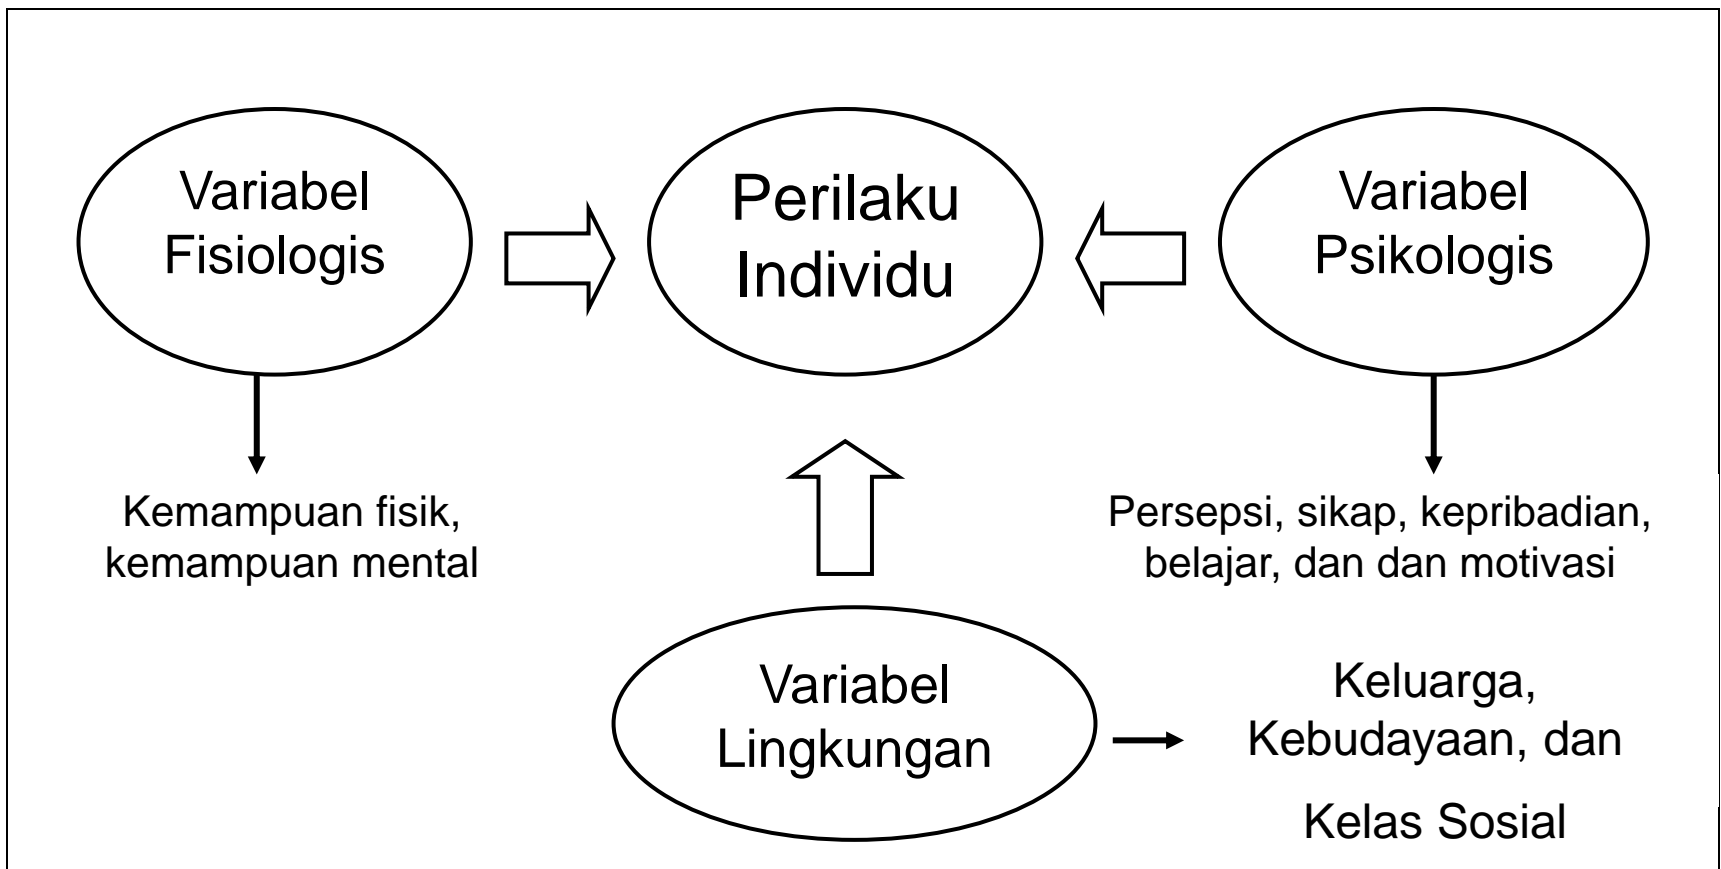 Variabel
Fisiologis
Perilaku
Individu
Variabel
Psikologis
Kemampuan fisik,
kemampuan mental
Persepsi, sikap, kepribadian,
belajar, dan dan motivasi
Variabel
Lingkungan
Keluarga,
Kebudayaan, dan
Kelas Sosial